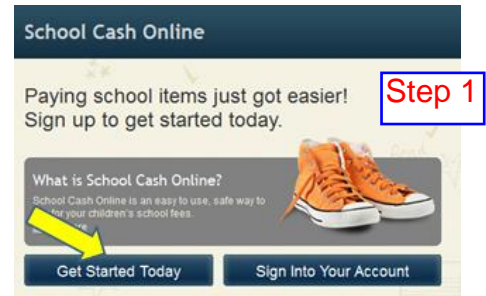 School Cash Online
Paying school items just got easier!
Sign up to get started today.
Step 1
What is School Cash Online?
School Cash Online is an easy to use, safe way to
for your children's school fees.
Get Started Today
Sign Into Your Account